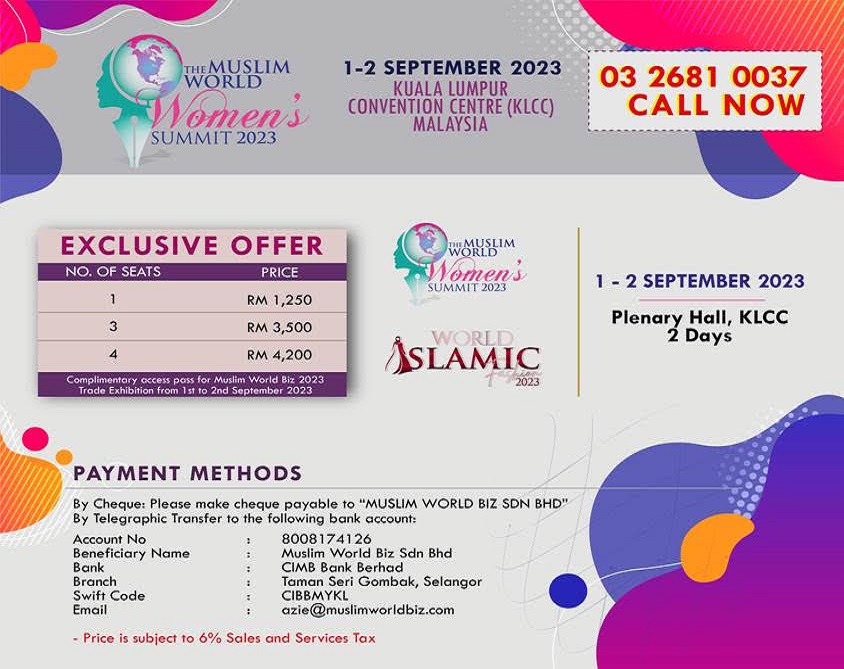 THE MUSLIM
WORLD
Women's
SUMMIT 2023
1-2 SEPTEMBER 2023
KUALA LUMPUR
CONVENTION CENTRE (KLCC)
MALAYSIA
03 2681 0037
CALL NOW
EXCLUSIVE OFFER
NO. OF SEATS PRICE
1 RM 1,250
3 RM 3,500
4 RM 4,200
Complimentary access pass for Muslim World Biz 2023
Trade Exhibition from 1st to 2nd September 2023
THE MUSLIM
WORLD
Women's
SUMMIT 2023
WORLD
ISLAMIC
Fashion
2023
1 - 2 SEPTEMBER 2023
Plenary Hall, KLCC
2 Days
PAYMENT METHODS
By Cheque: Please make cheque payable to “MUSLIM WORLD BIZ SDN BHD”
By Telegraphic Transfer to the following bank account:
Account No : 8008174126
Beneficiary Name : Muslim World Biz Sdn Bhd
Bank : CIMB Bank Berhad
Branch : Taman Seri Gombak, Selangor
Swift Code : CIBBMYKL
Email : azie@muslimworldbiz.com
- Price is subject to 6% Sales and Services Tax